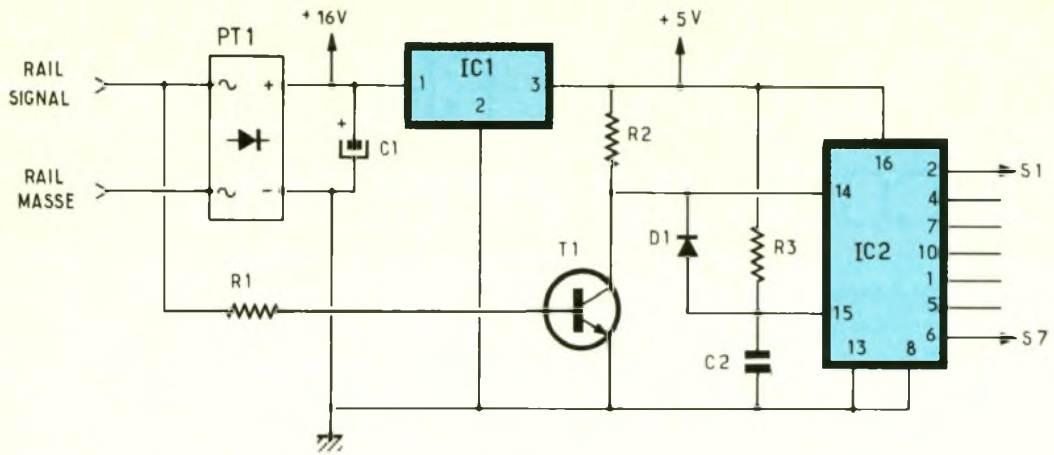 + 16V
+ 5V
PT1
RAIL
SIGNAL
~
+
1
IC1
3
2
R2
+
C1
16
2
S1
RAIL
MASSE
~
-
14
4
7
D1
R3
IC2
10
T1
1
R1
15
5
6
S7
C2
13
8